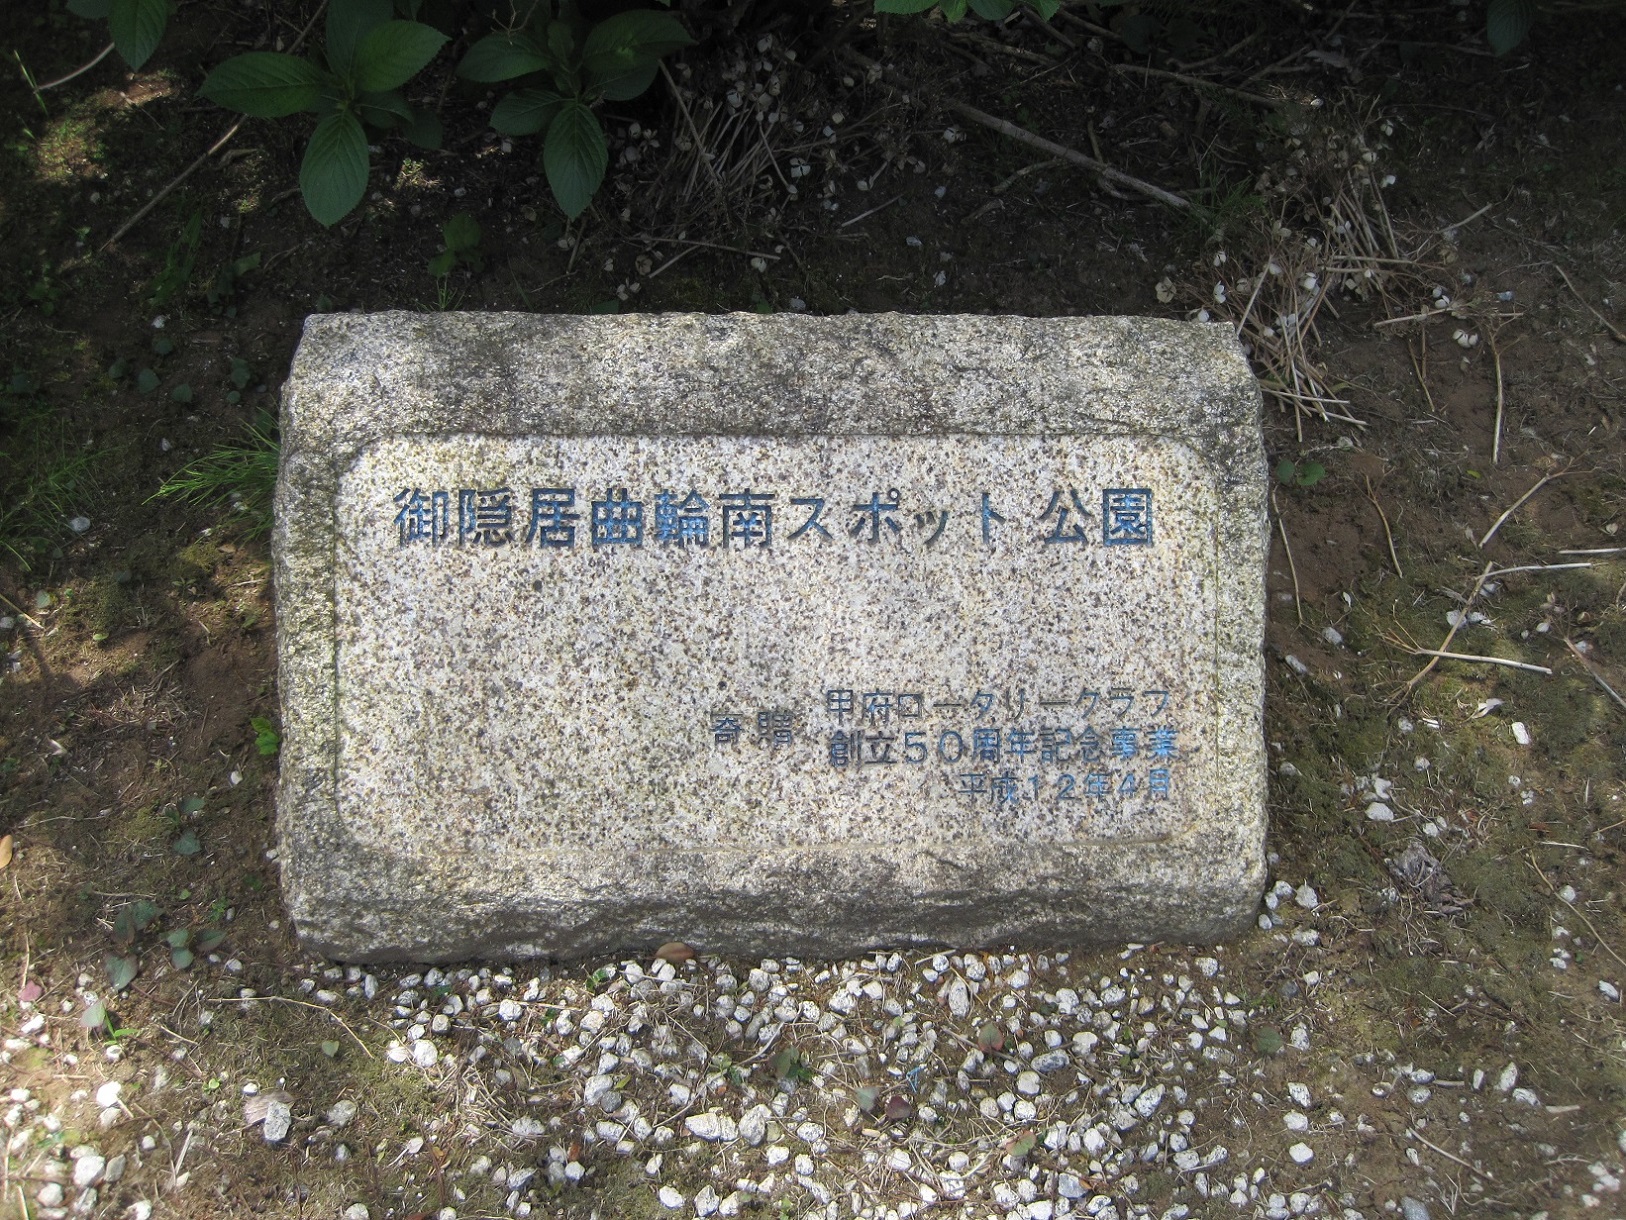 御隠居曲輪南スポット 公園
寄贈
甲府ロータリークラブ
創立50周年記念事業
平成12年4月